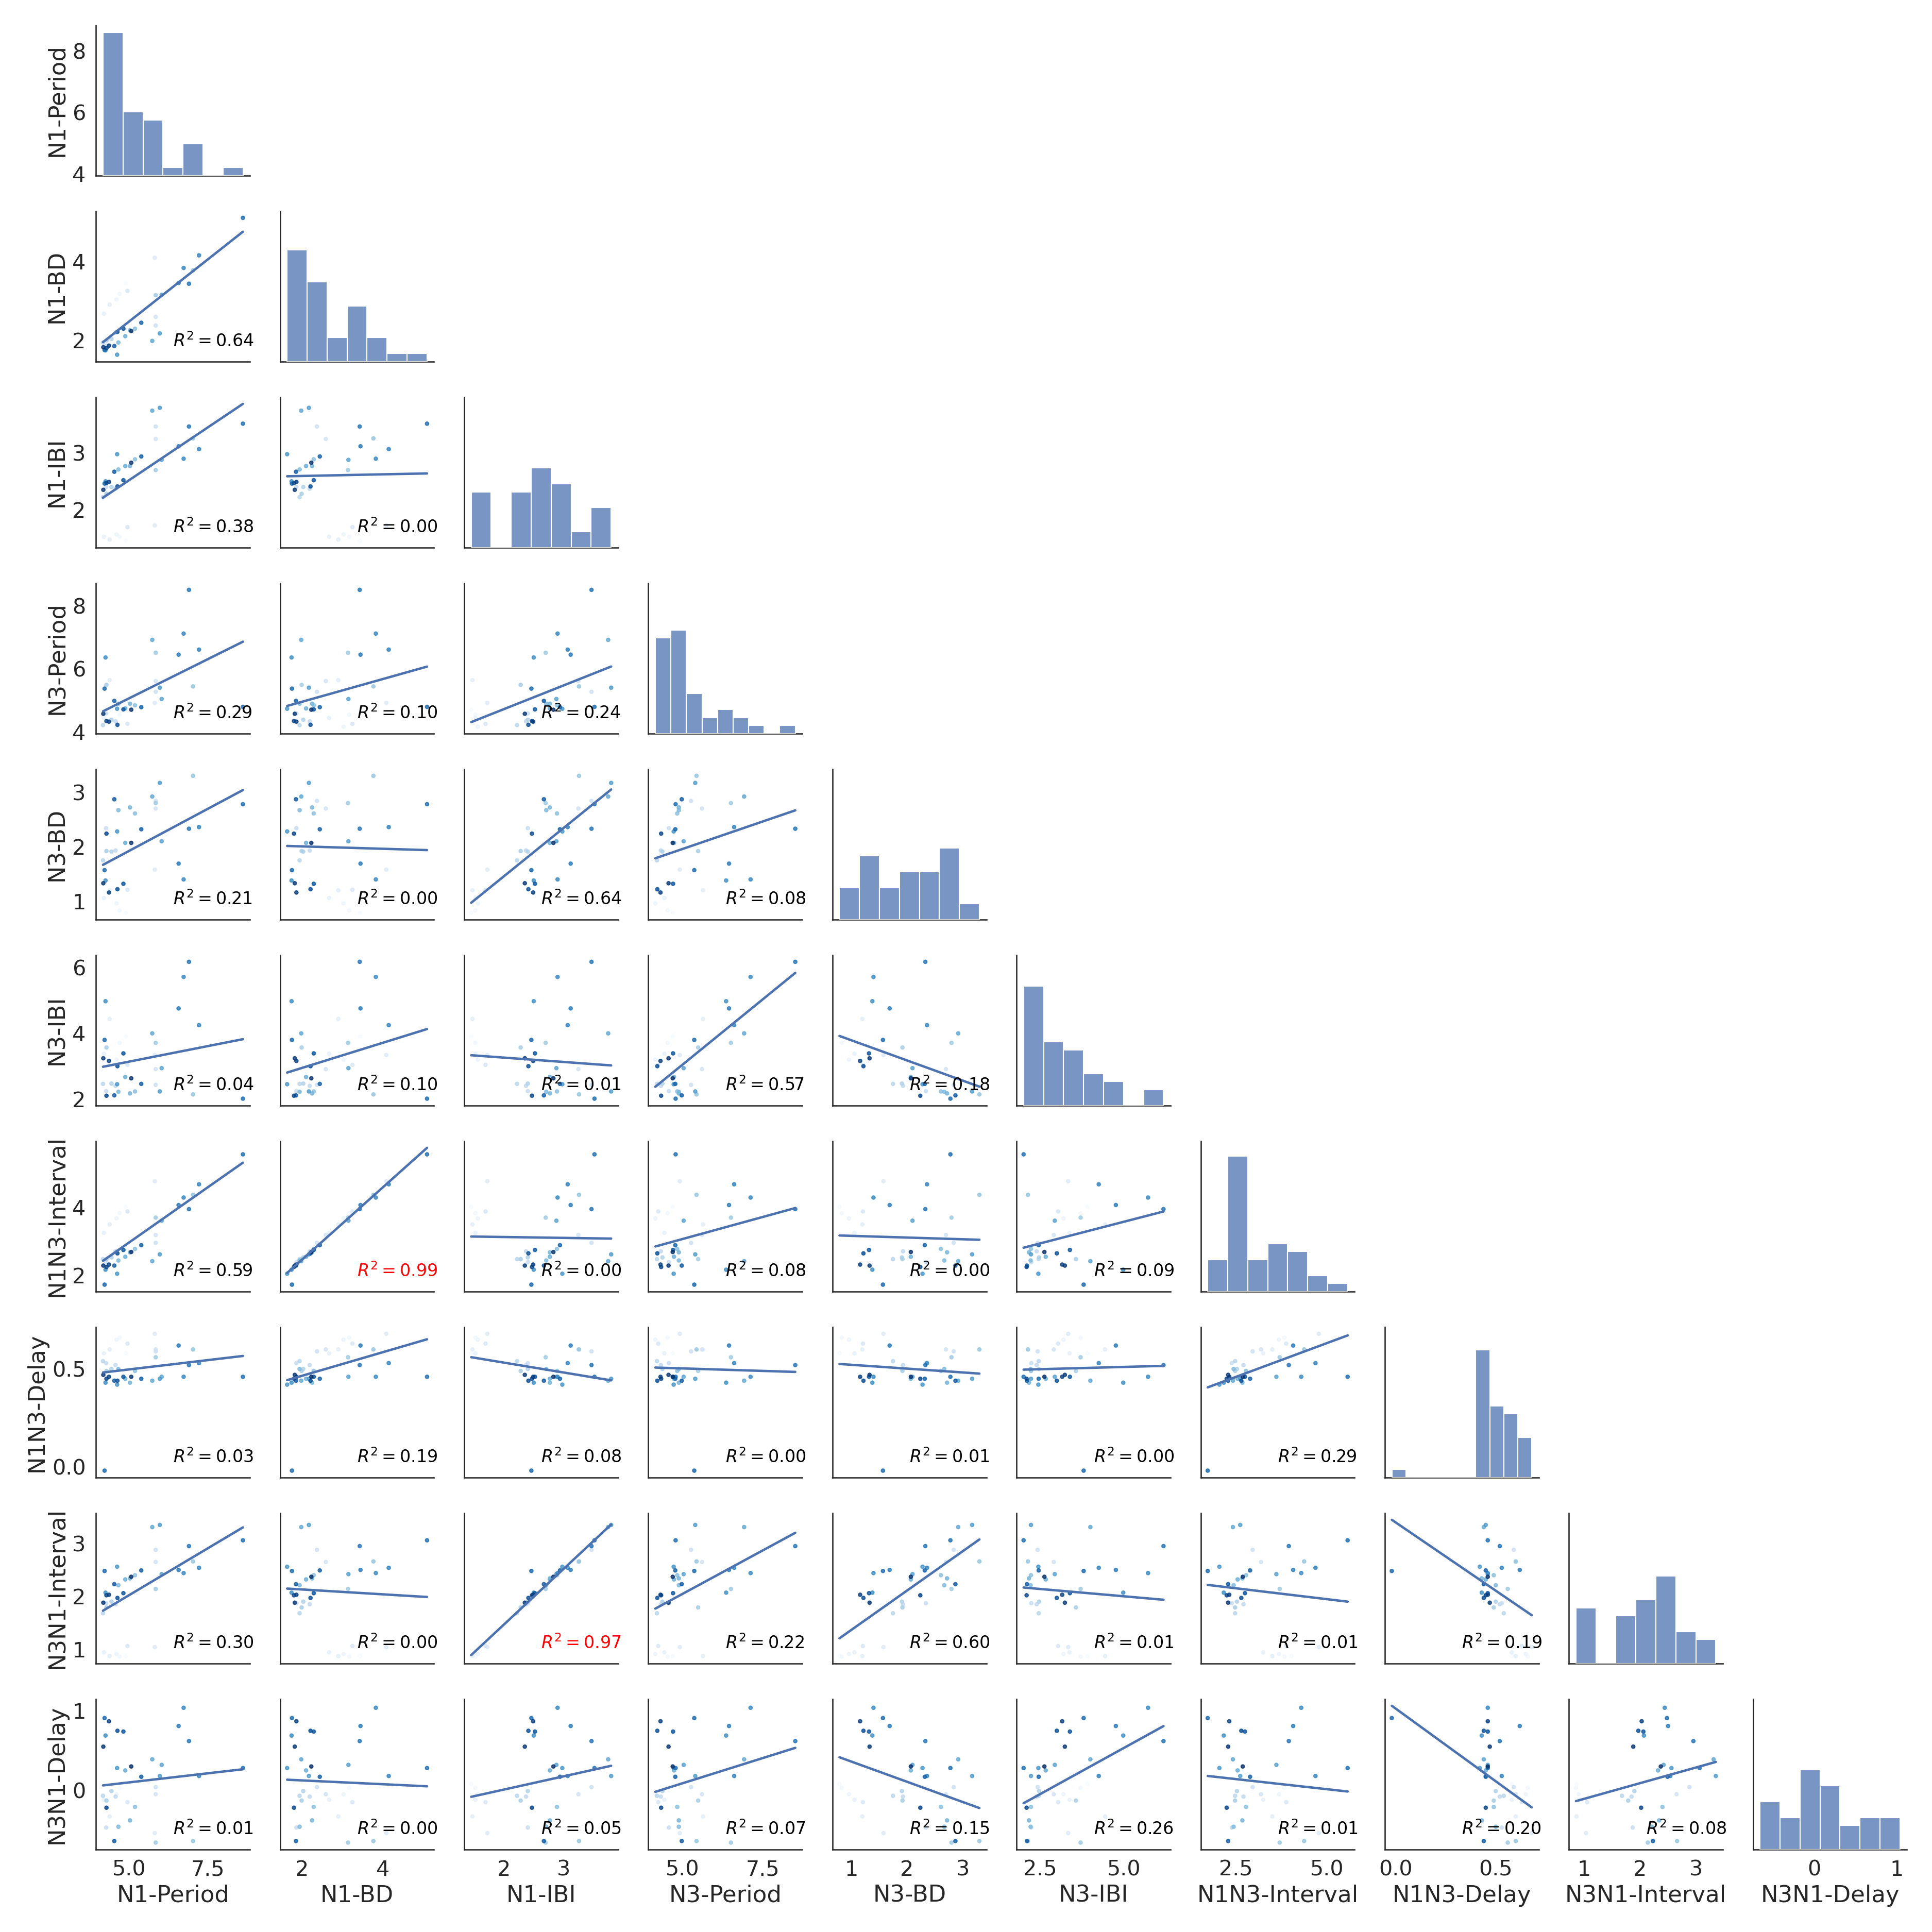 N1-Period
8
6
4
N1-BD
4
2
R² = 0.64
N1-IBI
3
2
R² = 0.38
R² = 0.00
N3-Period
8
6
4
R² = 0.29
R² = 0.10
R² = 0.24
N3-BD
3
2
1
R² = 0.21
R² = 0.00
R² = 0.64
R² = 0.08
N3-IBI
6
4
2
R² = 0.04
R² = 0.10
R² = 0.01
R² = 0.57
R² = 0.18
N1N3-Interval
4
2
R² = 0.59
R² = 0.99
R² = 0.00
R² = 0.08
R² = 0.00
R² = 0.09
N1N3-Delay
0.5
0.0
R² = 0.03
R² = 0.19
R² = 0.08
R² = 0.00
R² = 0.01
R² = 0.00
R² = 0.29
N3N1-Interval
3
2
1
R² = 0.30
R² = 0.00
R² = 0.97
R² = 0.22
R² = 0.60
R² = 0.01
R² = 0.01
R² = 0.19
N3N1-Delay
1
0
R² = 0.01
R² = 0.00
R² = 0.05
R² = 0.07
R² = 0.15
R² = 0.26
R² = 0.01
R² = 0.20
R² = 0.08
5.0 7.5
2 4
2 3
5.0 7.5
1 2 3
2.5 5.0
2.5 5.0
0.0 0.5
1 2 3
0 1
N1-Period
N1-BD
N1-IBI
N3-Period
N3-BD
N3-IBI
N1N3-Interval
N1N3-Delay
N3N1-Interval
N3N1-Delay